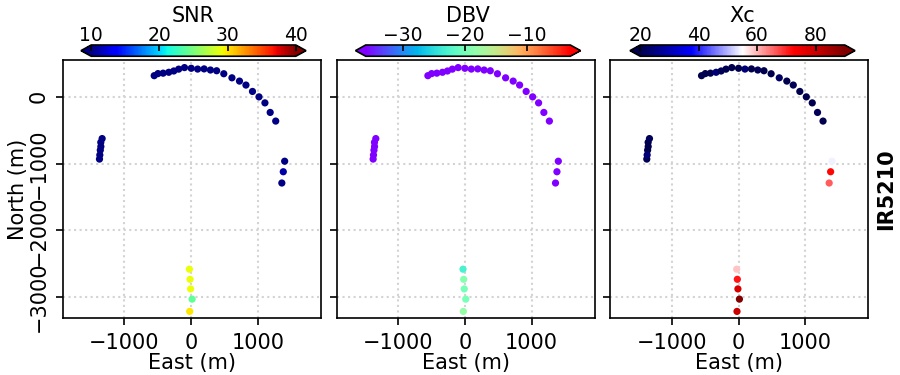 SNR DBV Xc
10 20 30 40 −30 −20 −10 20 40 60 80
North (m)
0
−1000
−2000
−3000
IR5210
−1000 0 1000 −1000 0 1000 −1000 0 1000
East (m) East (m) East (m)